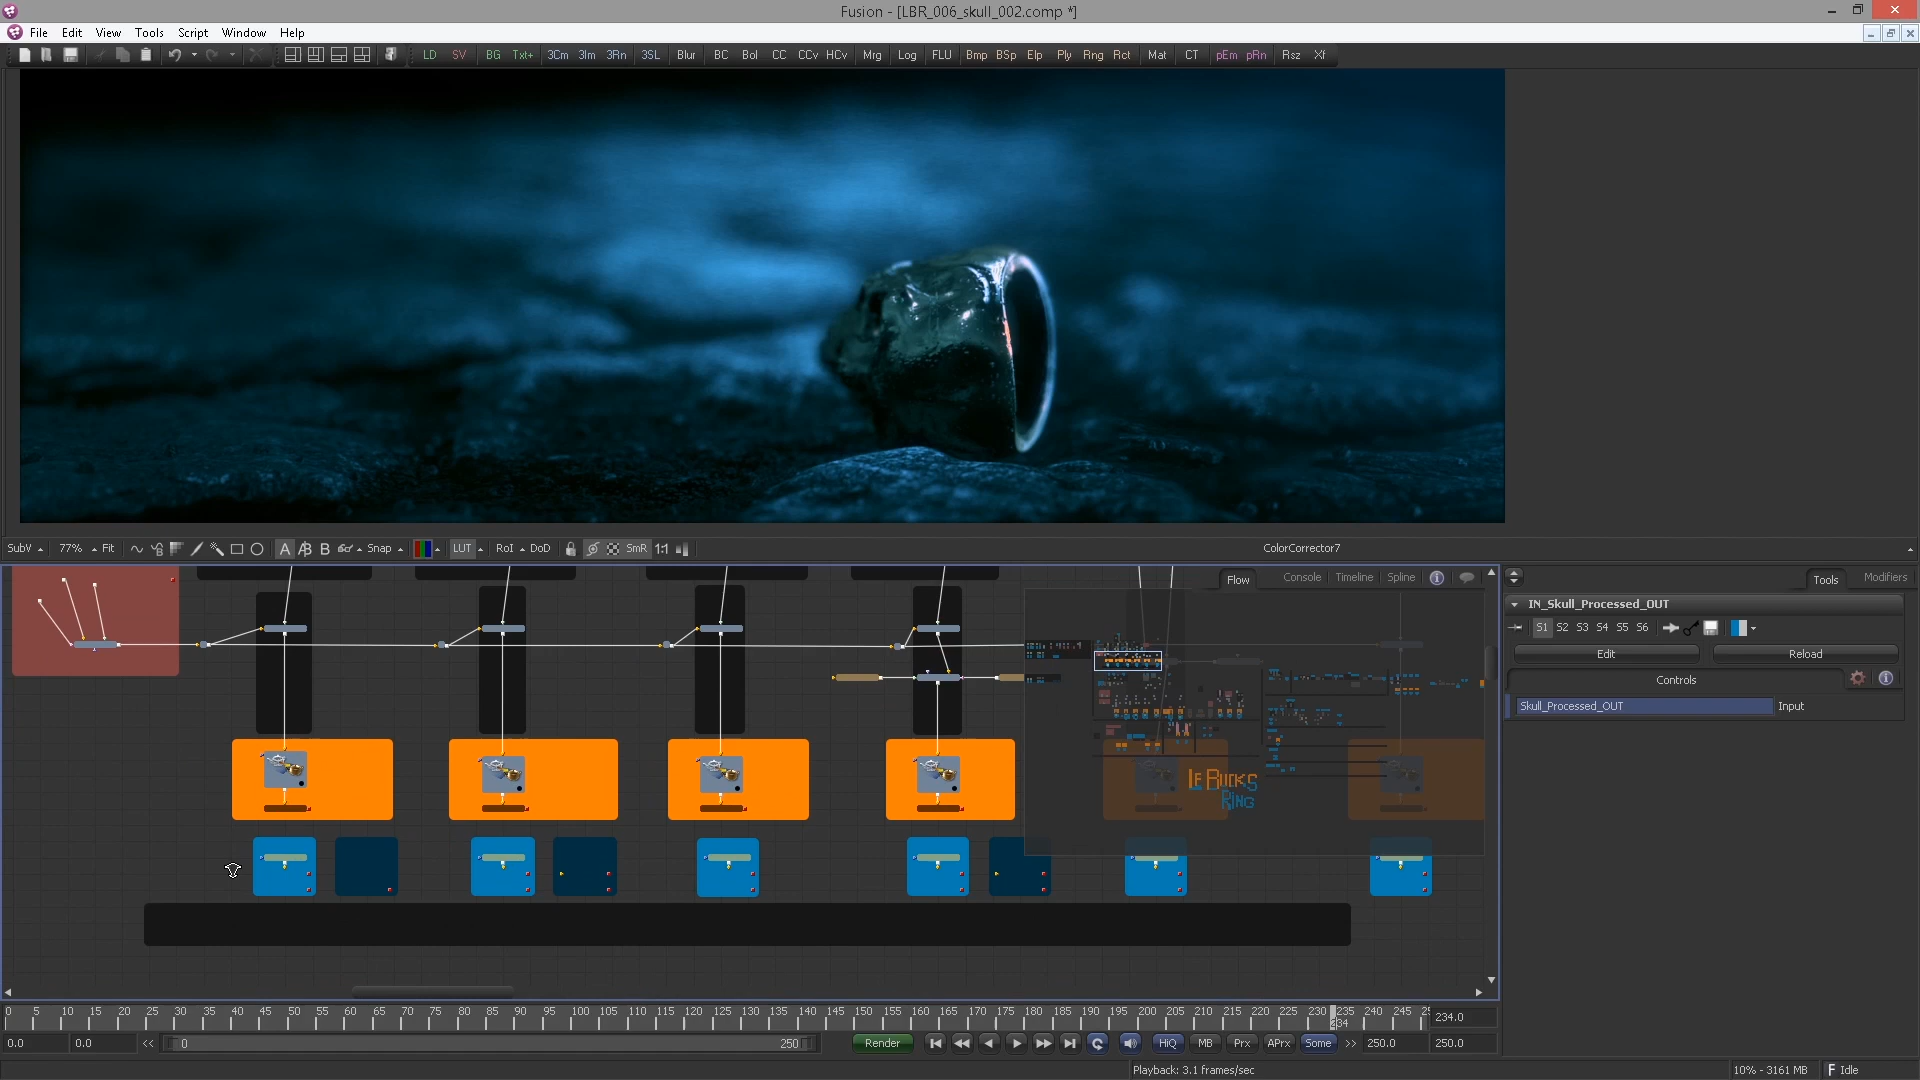 Fusion - [LBR_006_skull_002.comp *]
File Edit View Tools Script Window Help
LD SV BG Txt+ 3Cm 3Im 3Rn 3SL Blur BC Bol CC CCv HCv Mrg Log FLU Bmp BSp Elp Ply Rng Rct Mat CT pEm pRn Rsz Xf
SubV 77% Fit A B B Snap LUT RoI DoD SmR 1:1 ColorCorrector7
Flow Console Timeline Spline
Tools Modifiers
IN_Skull_Processed_OUT
S1 S2 S3 S4 S5 S6
Edit Reload
Controls
Skull_Processed_OUT Input
LE BUCKS
RING
0 5 10 15 20 25 30 35 40 45 50 55 60 65 70 75 80 85 90 95 100 105 110 115 120 125 130 135 140 145 150 155 160 165 170 175 180 185 190 195 200 205 210 215 220 225 230 235 240 245 234.0
234
0.0 0.0 << 0 250 Render HiQ MB Prx APrx Some >> 250.0 250.0
Playback: 3.1 frames/sec 10% - 3161 MB F Idle